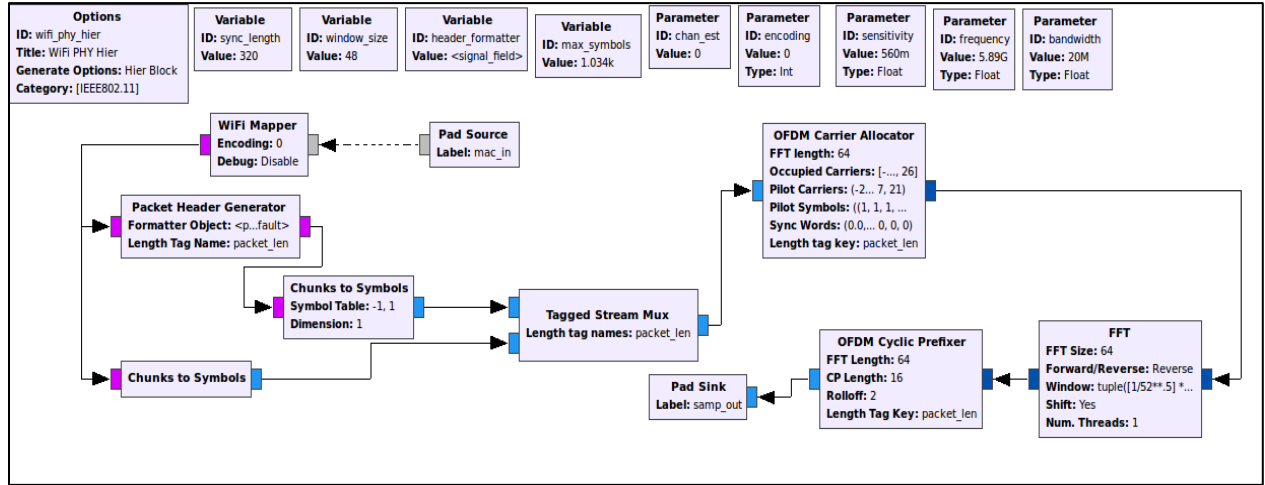 Options
ID: wifi_phy_hier
Title: WiFi PHY Hier
Generate Options: Hier Block
Category: [IEEE802.11]
Variable
ID: sync_length
Value: 320
Variable
ID: window_size
Value: 48
Variable
ID: header_formatter
Value: <signal_field>
Variable
ID: max_symbols
Value: 1.034k
Parameter
ID: chan_est
Value: 0
Parameter
ID: encoding
Value: 0
Type: Int
Parameter
ID: sensitivity
Value: 560m
Type: Float
Parameter
ID: frequency
Value: 5.89G
Type: Float
Parameter
ID: bandwidth
Value: 20M
Type: Float
WiFi Mapper
Encoding: 0
Debug: Disable
Pad Source
Label: mac_in
Packet Header Generator
Formatter Object: <p...fault>
Length Tag Name: packet_len
Chunks to Symbols
Symbol Table: -1, 1
Dimension: 1
Chunks to Symbols
Tagged Stream Mux
Length tag names: packet_len
OFDM Carrier Allocator
FFT length: 64
Occupied Carriers: [-..., 26]
Pilot Carriers: (-2... 7, 21)
Pilot Symbols: ((1, 1, 1, ...
Sync Words: (0.0,... 0, 0, 0)
Length tag key: packet_len
FFT
FFT Size: 64
Forward/Reverse: Reverse
Window: tuple([1/52**.5] *...
Shift: Yes
Num. Threads: 1
OFDM Cyclic Prefixer
FFT Length: 64
CP Length: 16
Rolloff: 2
Length Tag Key: packet_len
Pad Sink
Label: samp_out